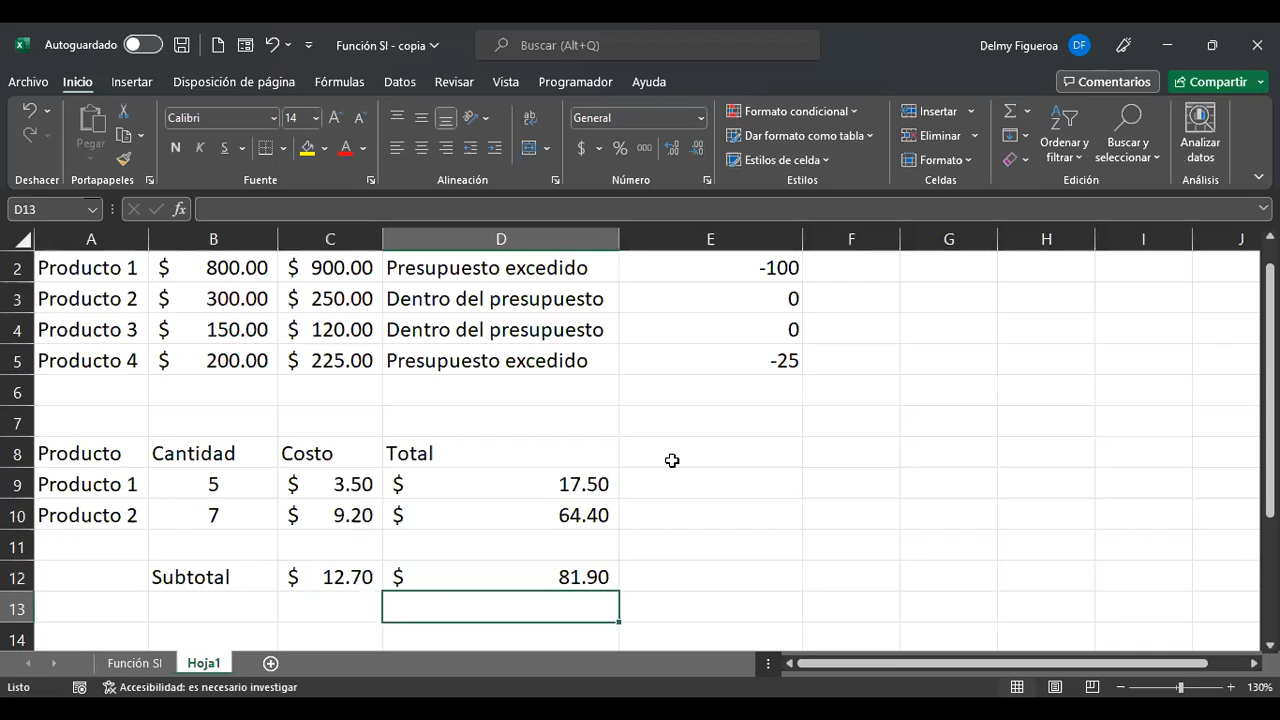 Autoguardado Función SI - copia Buscar (Alt+Q) Delmy Figueroa DF
Archivo Inicio Insertar Disposición de página Fórmulas Datos Revisar Vista Programador Ayuda Comentarios Compartir
Pegar
Calibri 14
N K S
ab
General
$ % 000
Formato condicional
Dar formato como tabla
Estilos de celda
Insertar
Eliminar
Formato
Ordenar y filtrar
Buscar y seleccionar
Analizar datos
Deshacer Portapapeles Fuente Alineación Número Estilos Celdas Edición Análisis
D13 fx
A B C D E F G H I J
2 Producto 1 $ 800.00 $ 900.00 Presupuesto excedido -100
3 Producto 2 $ 300.00 $ 250.00 Dentro del presupuesto 0
4 Producto 3 $ 150.00 $ 120.00 Dentro del presupuesto 0
5 Producto 4 $ 200.00 $ 225.00 Presupuesto excedido -25
6
7
8 Producto Cantidad Costo Total
9 Producto 1 5 $ 3.50 $ 17.50
10 Producto 2 7 $ 9.20 $ 64.40
11
12 Subtotal $ 12.70 $ 81.90
13
14
Función SI Hoja1
Listo Accesibilidad: es necesario investigar 130%